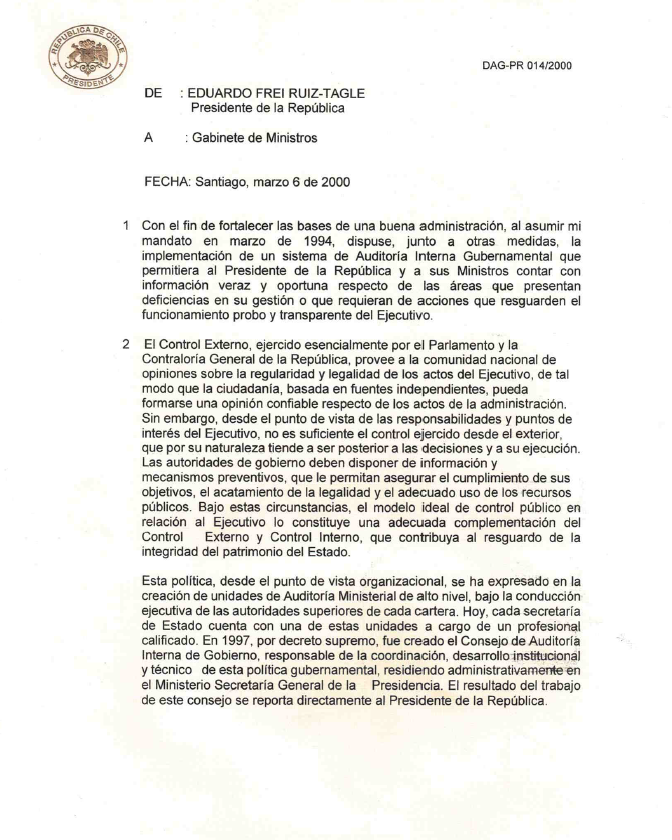 REPUBLICA DE CHILE
PRESIDENTE
DAG-PR 014/2000
DE : EDUARDO FREI RUIZ-TAGLE
Presidente de la República
A : Gabinete de Ministros
FECHA: Santiago, marzo 6 de 2000
1 Con el fin de fortalecer las bases de una buena administración, al asumir mi
mandato en marzo de 1994, dispuse, junto a otras medidas, la
implementación de un sistema de Auditoría Interna Gubernamental que
permitiera al Presidente de la República y a sus Ministros contar con
información veraz y oportuna respecto de las áreas que presentan
deficiencias en su gestión o que requieran de acciones que resguarden el
funcionamiento probo y transparente del Ejecutivo.
2 El Control Externo, ejercido esencialmente por el Parlamento y la
Contraloría General de la República, provee a la comunidad nacional de
opiniones sobre la regularidad y legalidad de los actos del Ejecutivo, de tal
modo que la ciudadanía, basada en fuentes independientes, pueda
formarse una opinión confiable respecto de los actos de la administración.
Sin embargo, desde el punto de vista de las responsabilidades y puntos de
interés del Ejecutivo, no es suficiente el control ejercido desde el exterior,
que por su naturaleza tiende a ser posterior a las decisiones y a su ejecución.
Las autoridades de gobierno deben disponer de información y
mecanismos preventivos, que le permitan asegurar el cumplimiento de sus
objetivos, el acatamiento de la legalidad y el adecuado uso de los recursos
públicos. Bajo estas circunstancias, el modelo ideal de control público en
relación al Ejecutivo lo constituye una adecuada complementación del
Control Externo y Control Interno, que contribuya al resguardo de la
integridad del patrimonio del Estado.
Esta política, desde el punto de vista organizacional, se ha expresado en la
creación de unidades de Auditoría Ministerial de alto nivel, bajo la conducción
ejecutiva de las autoridades superiores de cada cartera. Hoy, cada secretaría
de Estado cuenta con una de estas unidades a cargo de un profesional
calificado. En 1997, por decreto supremo, fue creado el Consejo de Auditoría
Interna de Gobierno, responsable de la coordinación, desarrollo institucional
y técnico de esta política gubernamental, residiendo administrativamente en
el Ministerio Secretaría General de la Presidencia. El resultado del trabajo
de este consejo se reporta directamente al Presidente de la República.